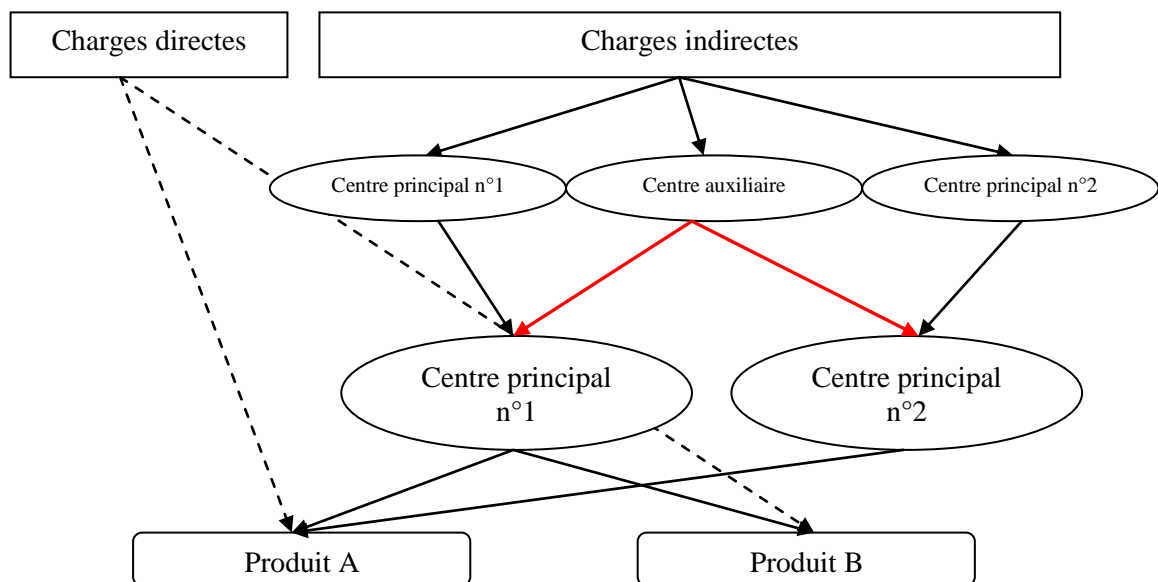 Charges directes
Charges indirectes
Centre principal n°1
Centre auxiliaire
Centre principal n°2
Centre principal
n°1
Centre principal
n°2
Produit A
Produit B